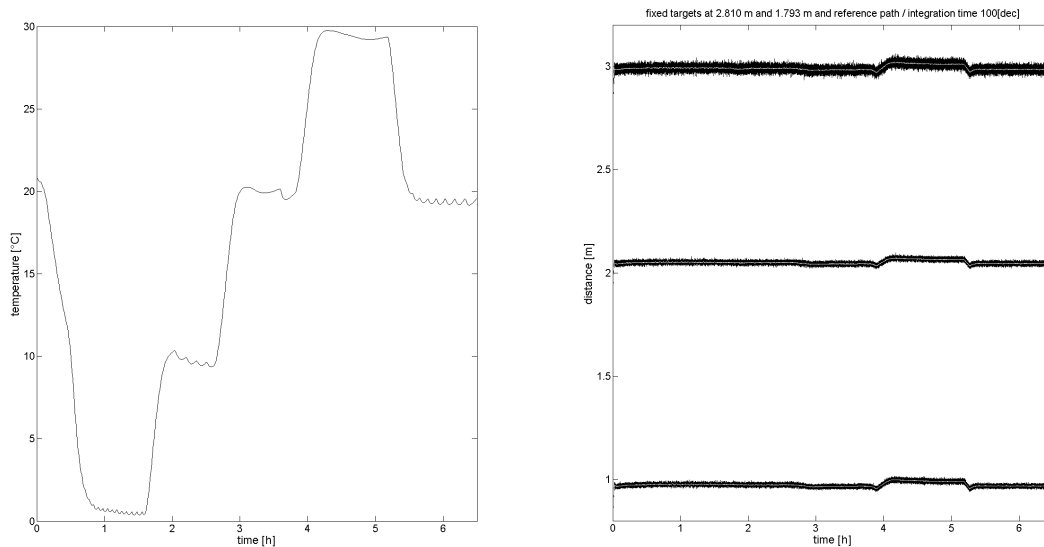 30
25
20
15
10
5
0
temperature [°C]
0 1 2 3 4 5 6
time [h]
fixed targets at 2.810 m and 1.793 m and reference path / integration time 100[dec]
3
2.5
2
1.5
1
distance [m]
0 1 2 3 4 5 6
time [h]